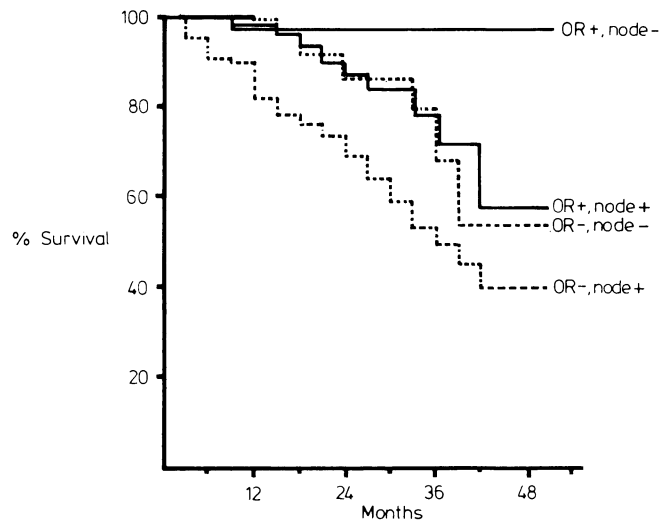 100
80
60
40
20
% Survival
OR+, node-
OR+, node+
OR-, node-
OR-, node+
12 24 36 48
Months